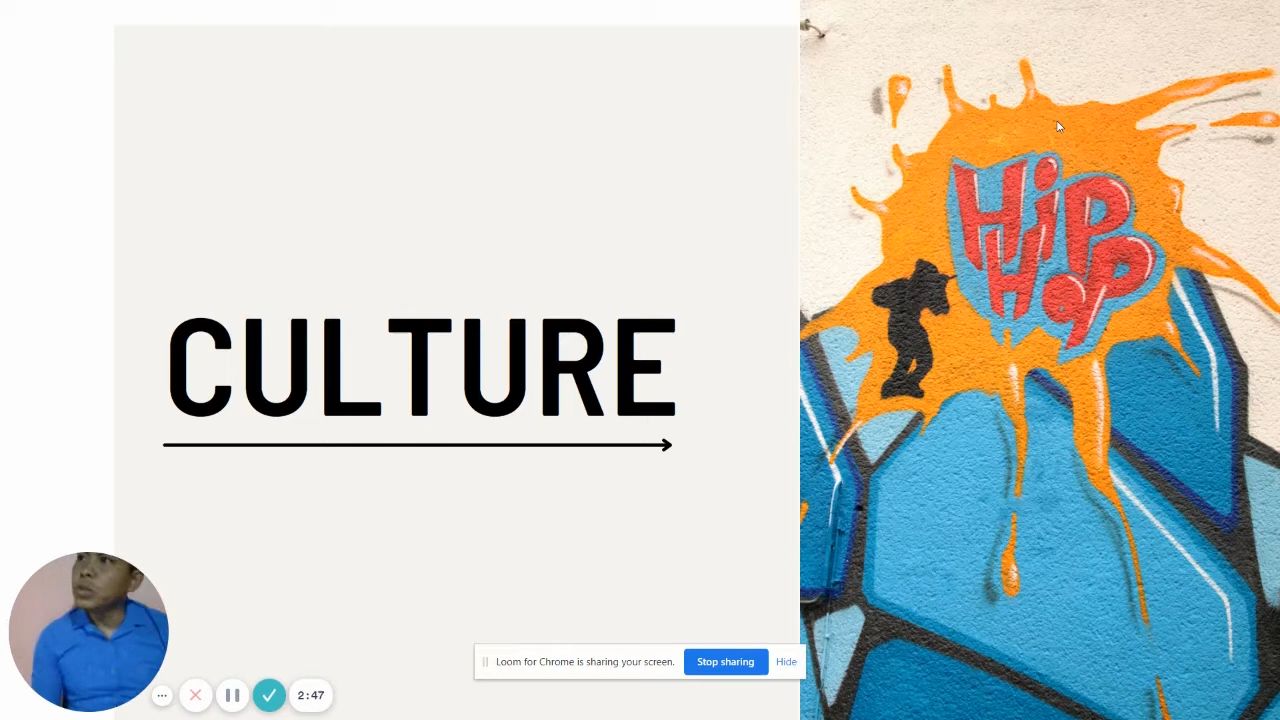 HiP
HOP
CULTURE
Loom for Chrome is sharing your screen.
Stop sharing
Hide
2:47